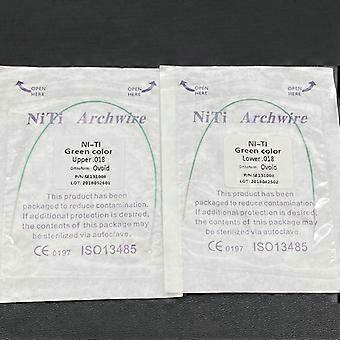 OPEN
HERE
OPEN
HERE
NiTi Archwire
Ni-Ti
Green color
Upper .018
Orthoform: Ovoid
LOT: 2018052601
This product has been
packaged to reduce contamination.
If additional protection is desired,
the contents of this package may
be sterilized via autoclave.
CE 0197 ISO13485
OPEN
HERE
OPEN
HERE
NiTi Archwire
Ni-Ti
Green color
Lower .018
Orthoform: Ovoid
This product has been
packaged to reduce contamination.
If additional protection is desired,
the contents of this package may
be sterilized via autoclave.
CE 0197 ISO13485